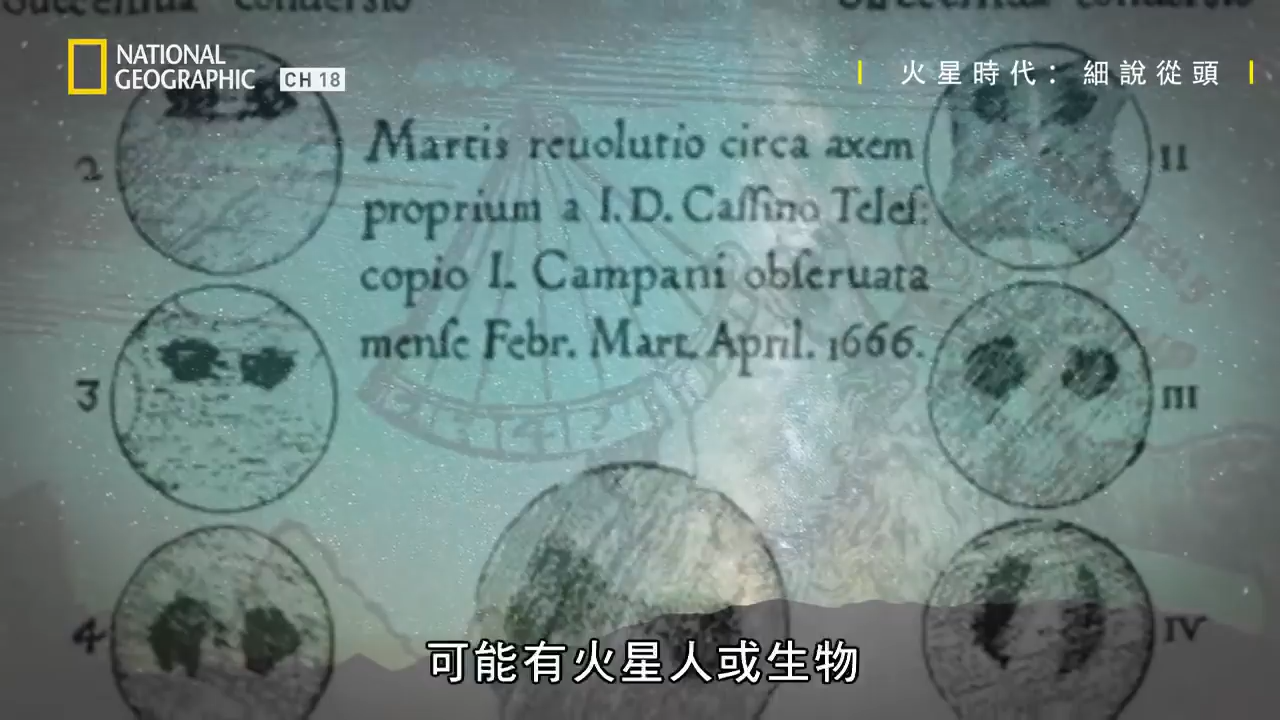 NATIONAL
GEOGRAPHIC
CH 18
火星時代：細說從頭
2
Martis reuolutio circa axem
proprium a I. D. Caſſino Teleſ:
copio I. Campani obſeruata
menſe Febr. Mart. April. 1666.
II
3
III
4
IV
可能有火星人或生物